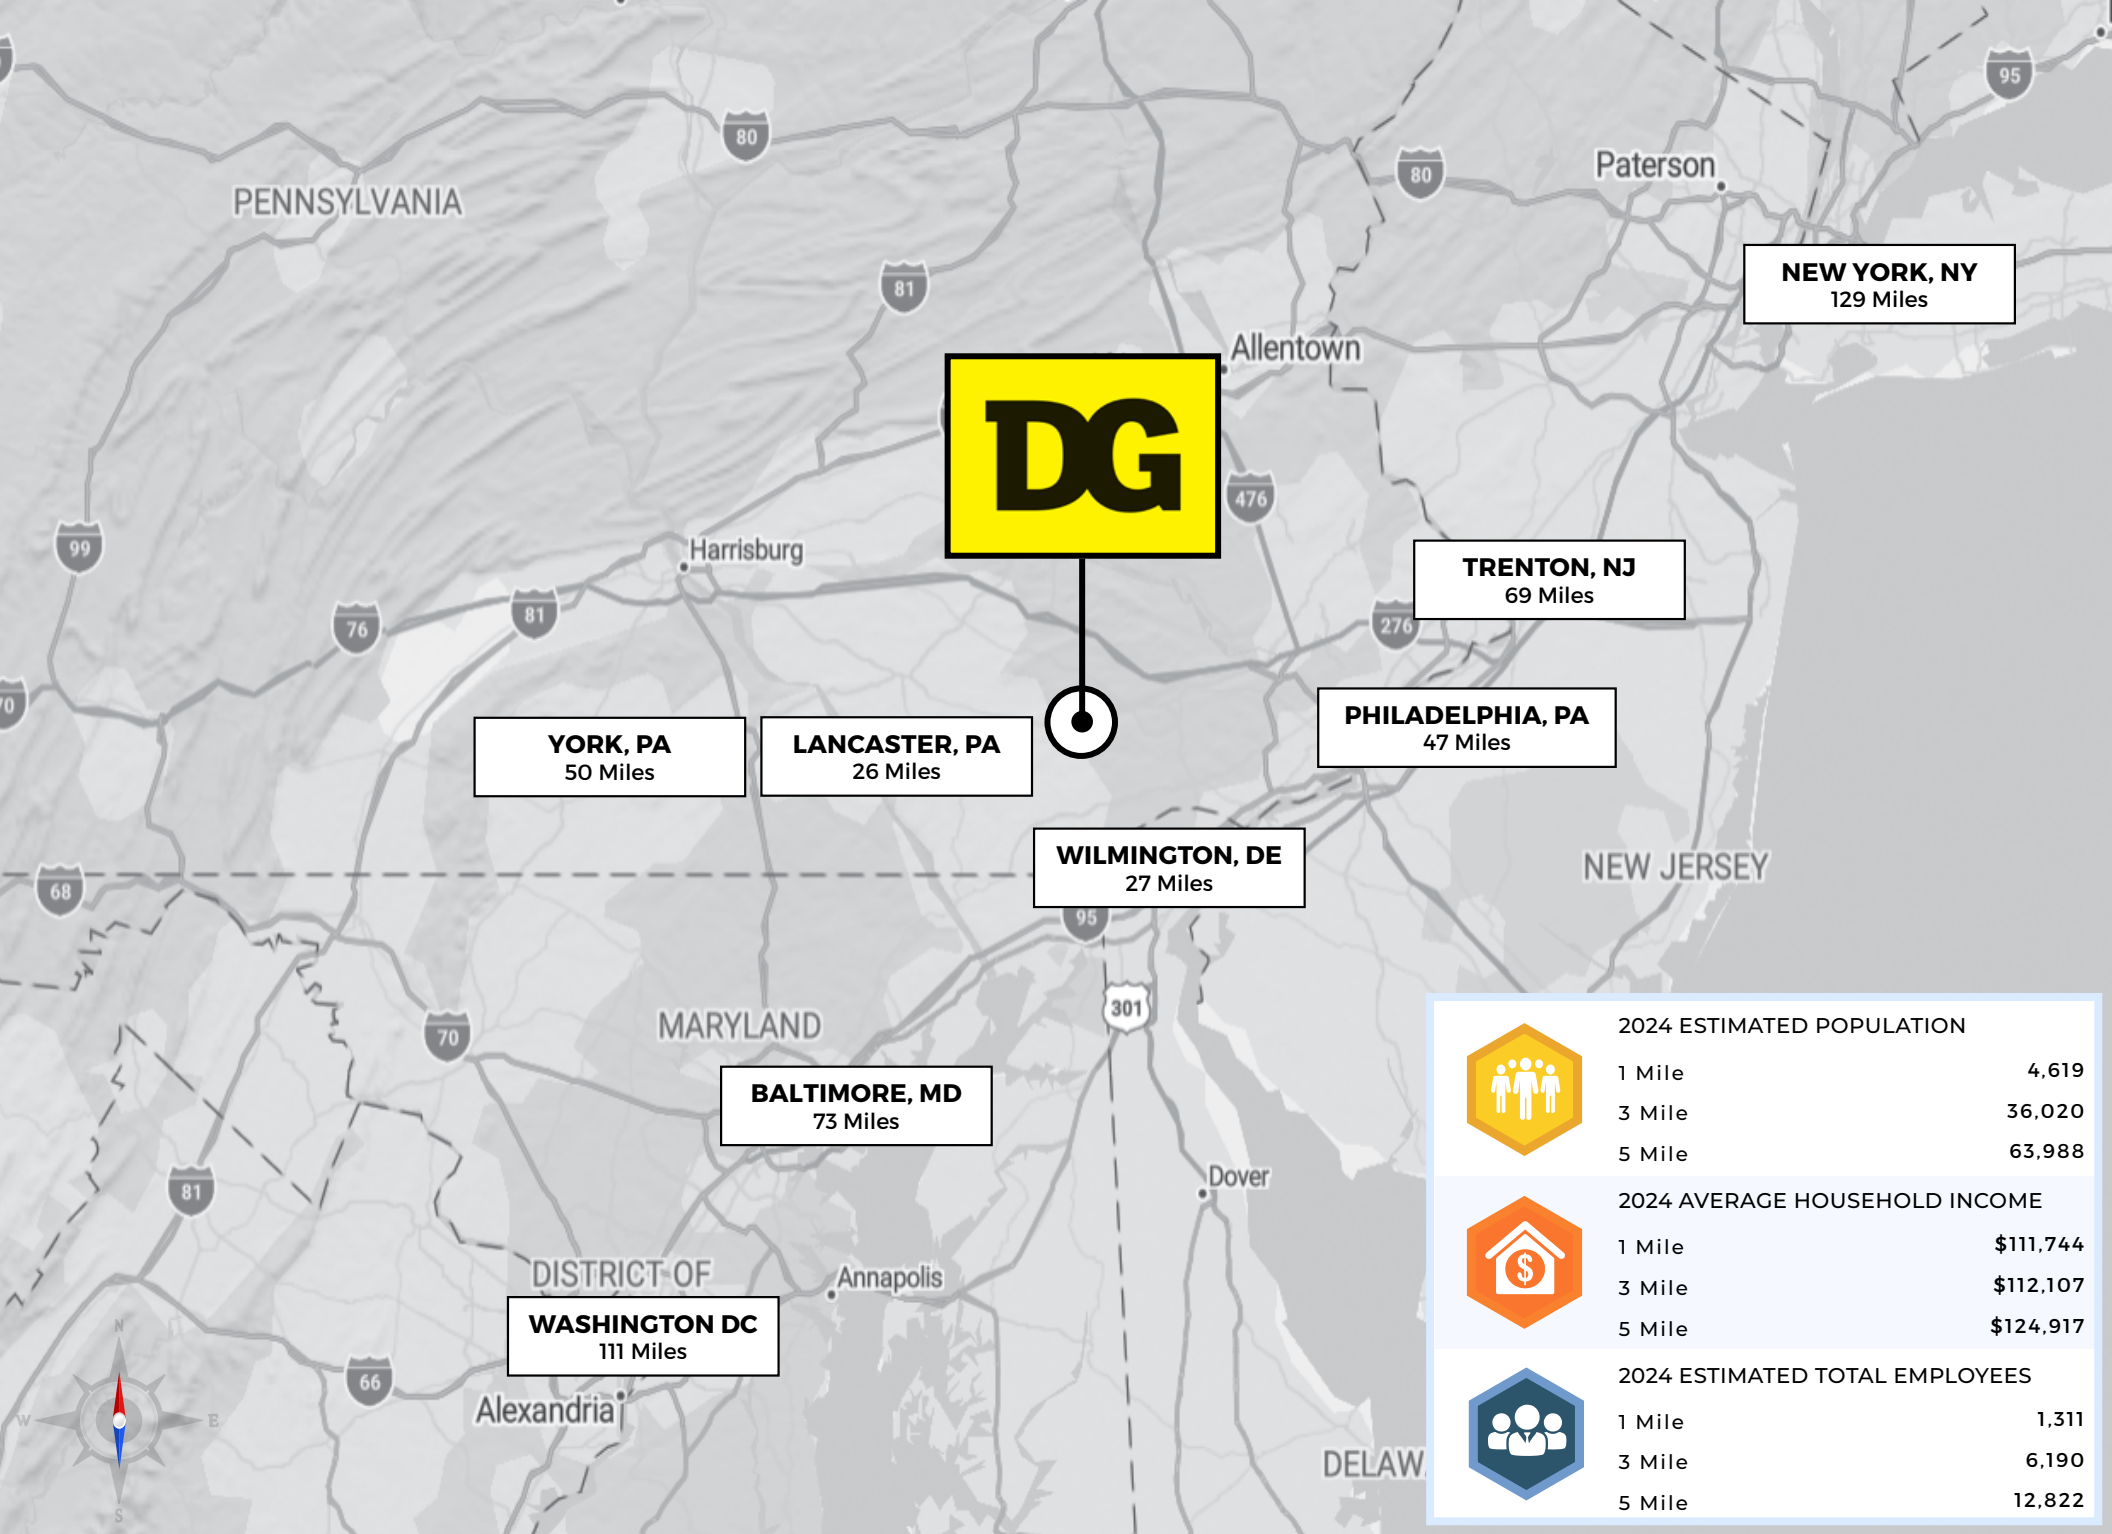 95
80
80
Paterson
PENNSYLVANIA
NEW YORK, NY
129 Miles
81
Allentown
DG
476
99
Harrisburg
TRENTON, NJ
69 Miles
76
81
276
70
PHILADELPHIA, PA
47 Miles
YORK, PA
50 Miles
LANCASTER, PA
26 Miles
WILMINGTON, DE
27 Miles
NEW JERSEY
68
95
301
70
MARYLAND
BALTIMORE, MD
73 Miles
81
Dover
DISTRICT OF
Annapolis
WASHINGTON DC
111 Miles
66
Alexandria
DELAW
N
W
E
S
2024 ESTIMATED POPULATION
1 Mile 4,619
3 Mile 36,020
5 Mile 63,988
2024 AVERAGE HOUSEHOLD INCOME
$
1 Mile $111,744
3 Mile $112,107
5 Mile $124,917
2024 ESTIMATED TOTAL EMPLOYEES
1 Mile 1,311
3 Mile 6,190
5 Mile 12,822